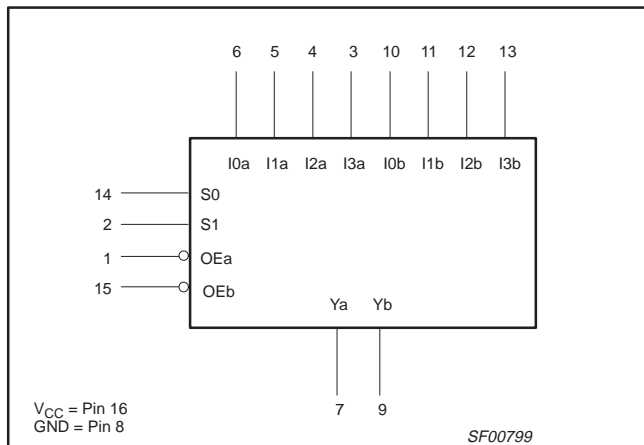 6 5 4 3 10 11 12 13
I0a I1a I2a I3a I0b I1b I2b I3b
14 S0
2 S1
1 OEa
15 OEb
Ya Yb
7 9
VCC = Pin 16
GND = Pin 8
SF00799